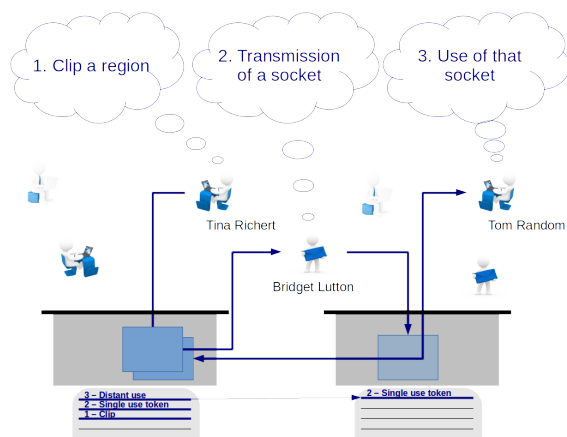 1. Clip a region
2. Transmission
of a socket
3. Use of that
socket
Tina Richert
Tom Random
Bridget Lutton
3 – Distant use
2 – Single use token
1 – Clip
2 – Single use token